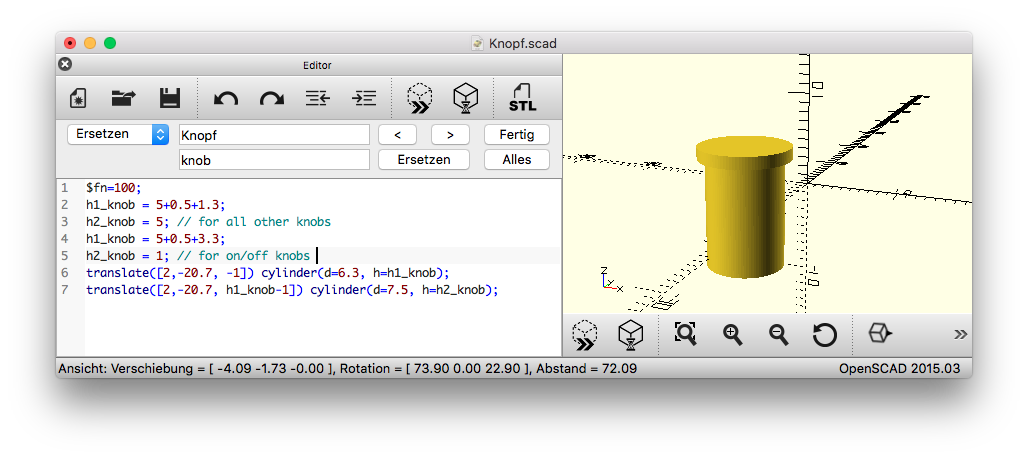 Knopf.scad
Editor
STL
Ersetzen Knopf < > Fertig
knob Ersetzen Alles
1 $fn=100;
2 h1_knob = 5+0.5+1.3;
3 h2_knob = 5; // for all other knobs
4 h1_knob = 5+0.5+3.3;
5 h2_knob = 1; // for on/off knobs
6 translate([2,-20.7, -1]) cylinder(d=6.3, h=h1_knob);
7 translate([2,-20.7, h1_knob-1]) cylinder(d=7.5, h=h2_knob);
Z
X
»
Ansicht: Verschiebung = [ -4.09 -1.73 -0.00 ], Rotation = [ 73.90 0.00 22.90 ], Abstand = 72.09 OpenSCAD 2015.03